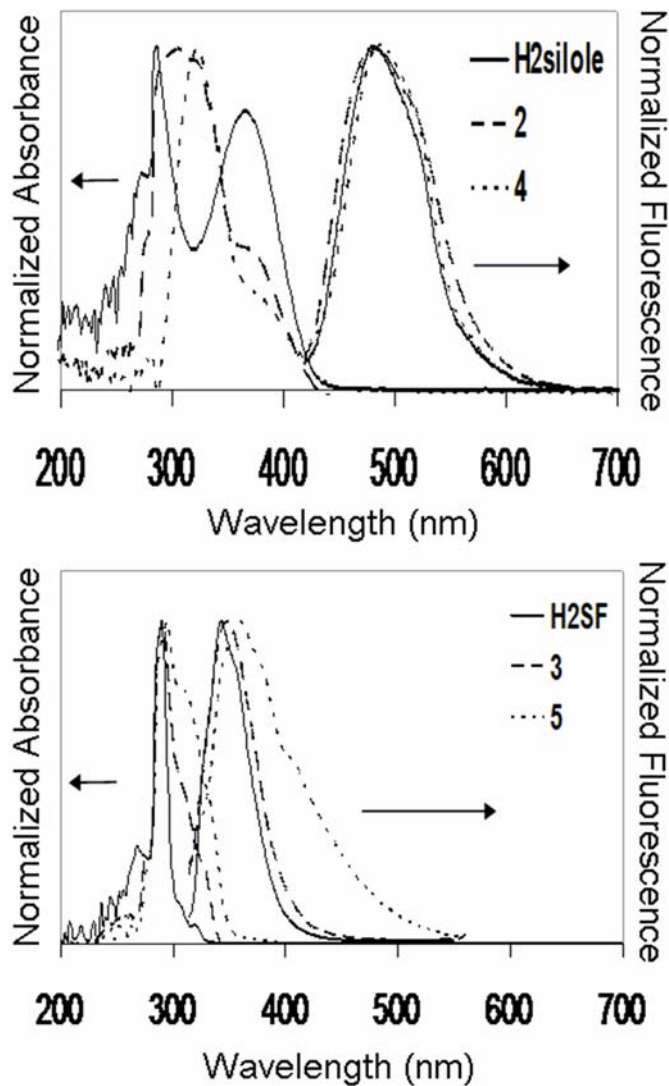 Normalized Absorbance
Normalized Fluorescence
H2silole
2
4
200 300 400 500 600 700
Wavelength (nm)
Normalized Absorbance
Normalized Fluorescence
H2SF
3
5
200 300 400 500 600 700
Wavelength (nm)